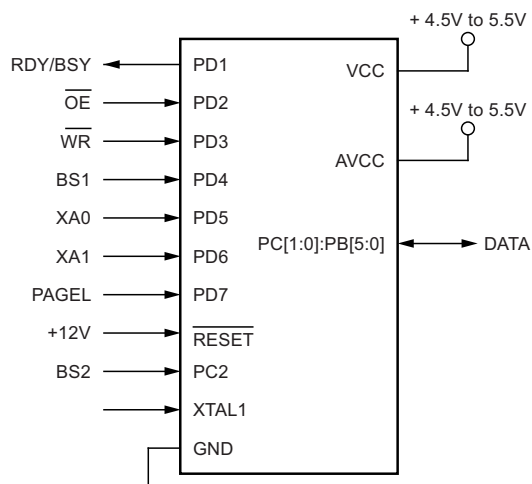 + 4.5V to 5.5V
RDY/BSY PD1 VCC
OE PD2
+ 4.5V to 5.5V
WR PD3
BS1 PD4 AVCC
XA0 PD5
XA1 PD6 PC[1:0]:PB[5:0] DATA
PAGEL PD7
+12V RESET
BS2 PC2
XTAL1
GND